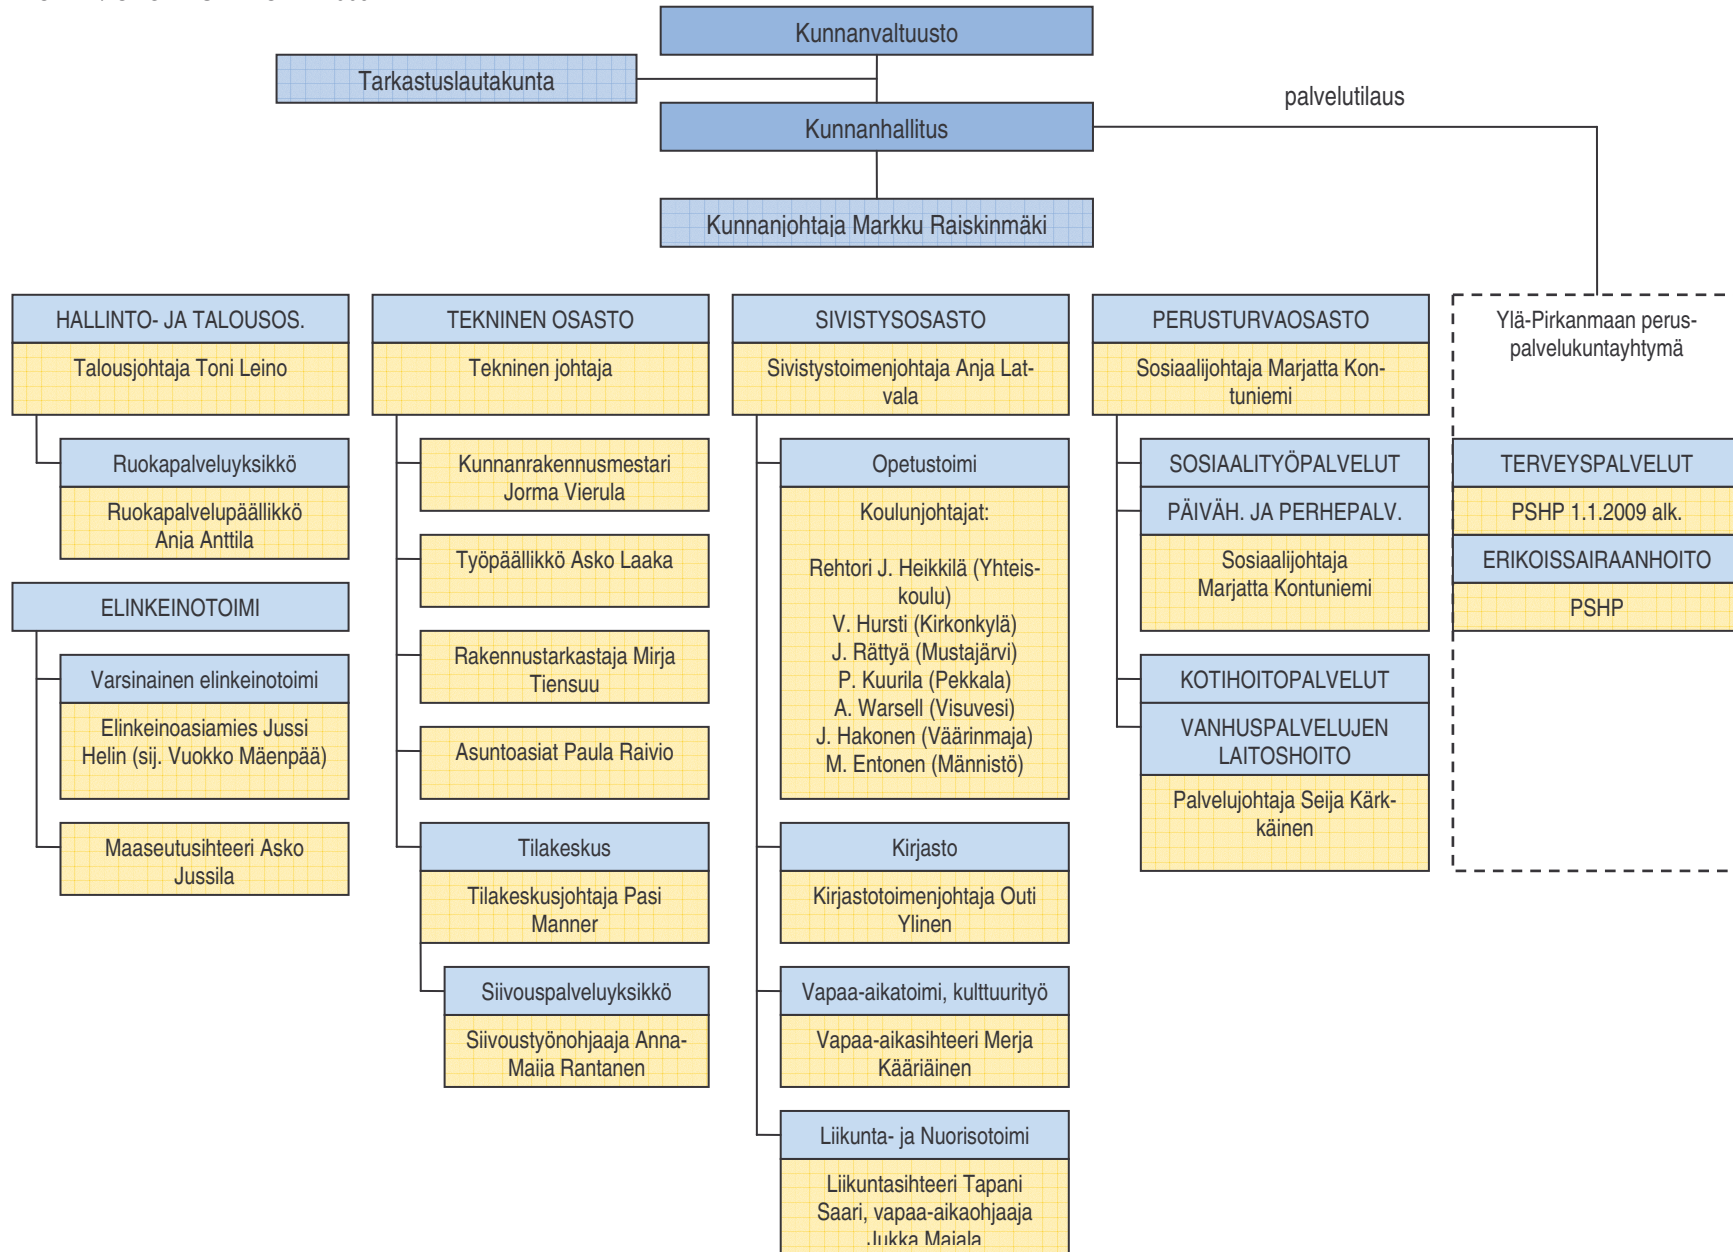 Kunnanvaltuusto
Tarkastuslautakunta
palvelutilaus
Kunnanhallitus
Kunnanjohtaja Markku Raiskinmäki
HALLINTO- JA TALOUSOS.
Talousjohtaja Toni Leino
Ruokapalveluyksikkö
Ruokapalvelupäällikkö
Anja Anttila
ELINKEINOTOIMI
Varsinainen elinkeinotoimi
Elinkeinoasiamies Jussi
Helin (sij. Vuokko Mäenpää)
Maaseutusihteeri Asko
Jussila
TEKNINEN OSASTO
Tekninen johtaja
Kunnanrakennusmestari
Jorma Vierula
Työpäällikkö Asko Laaka
Rakennustarkastaja Mirja
Tiensuu
Asuntoasiat Paula Raivio
Tilakeskus
Tilakeskusjohtaja Pasi
Manner
Siivouspalveluyksikkö
Siivoustyönohjaaja Anna-
Maija Rantanen
SIVISTYSOSASTO
Sivistystoimenjohtaja Anja Lat-
vala
Opetustoimi
Koulunjohtajat:
Rehtori J. Heikkilä (Yhteis-
koulu)
V. Hursti (Kirkonkylä)
J. Rättyä (Mustajärvi)
P. Kuurila (Pekkala)
A. Warsell (Visuvesi)
J. Hakonen (Väärinmaja)
M. Entonen (Männistö)
Kirjasto
Kirjastotoimenjohtaja Outi
Ylinen
Vapaa-aikatoimi, kulttuurityö
Vapaa-aikasihteeri Merja
Kääriäinen
Liikunta- ja Nuorisotoimi
Liikuntasihteeri Tapani
Saari, vapaa-aikaohjaaja
Jukka Majala
PERUSTURVAOSASTO
Sosiaalijohtaja Marjatta Kon-
tuniemi
SOSIAALITYÖPALVELUT
PÄIVÄH. JA PERHEPALV.
Sosiaalijohtaja
Marjatta Kontuniemi
KOTIHOITOPALVELUT
VANHUSPALVELUJEN
LAITOSHOITO
Palvelujohtaja Seija Kärk-
käinen
Ylä-Pirkanmaan perus-
palvelukuntayhtymä
TERVEYSPALVELUT
PSHP 1.1.2009 alk.
ERIKOISSAIRAANHOITO
PSHP